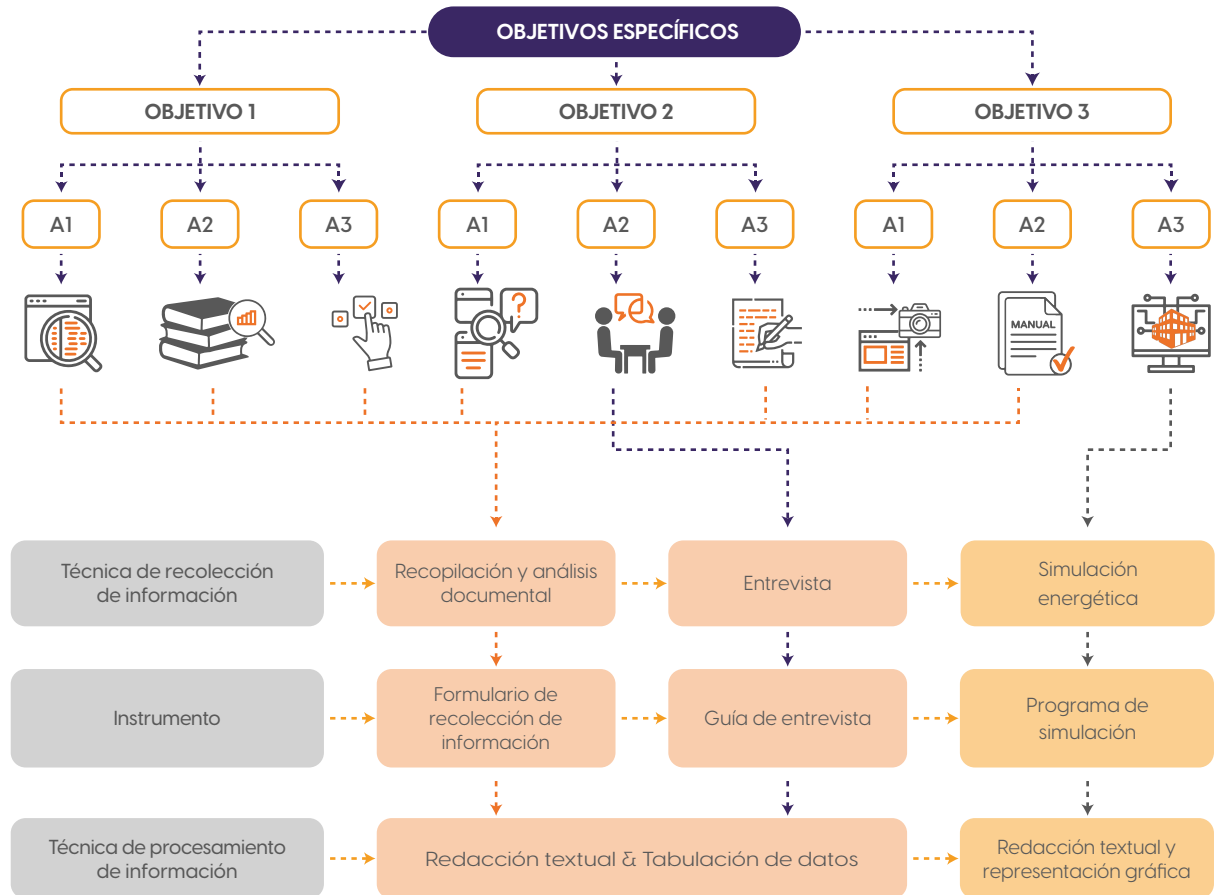 OBJETIVOS ESPECÍFICOS
OBJETIVO 1
OBJETIVO 2
OBJETIVO 3
A1
A2
A3
A1
A2
A3
A1
A2
A3
?
MANUAL
Técnica de recolección
de información
Recopilación y análisis
documental
Entrevista
Simulación
energética
Instrumento
Formulario de
recolección de
información
Guía de entrevista
Programa de
simulación
Técnica de procesamiento
de información
Redacción textual & Tabulación de datos
Redacción textual y
representación gráfica